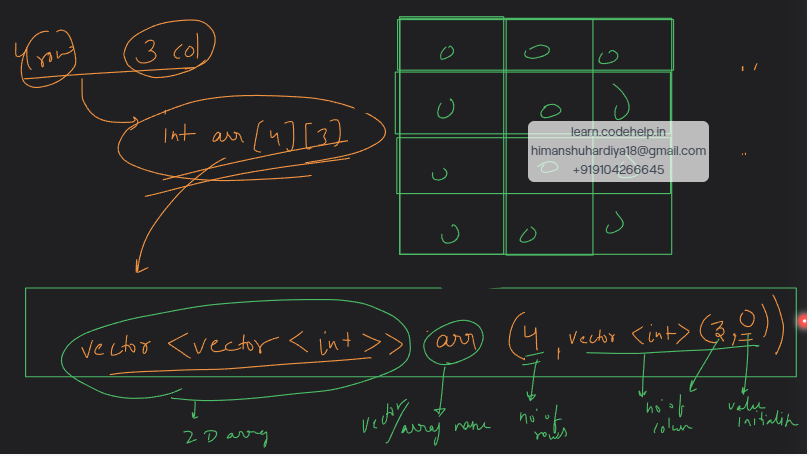 4 row 3 col
int arr [4][3]
0 0 0
0 0 0
learn.codehelp.in
himanshuhardiya18@gmail.com
+919104266645
0 0 0
0 0 0
vector <vector <int>> arr (4, vector <int> (3,0))
2D array
vector/array name
no' of rows
no' of column
value initialize